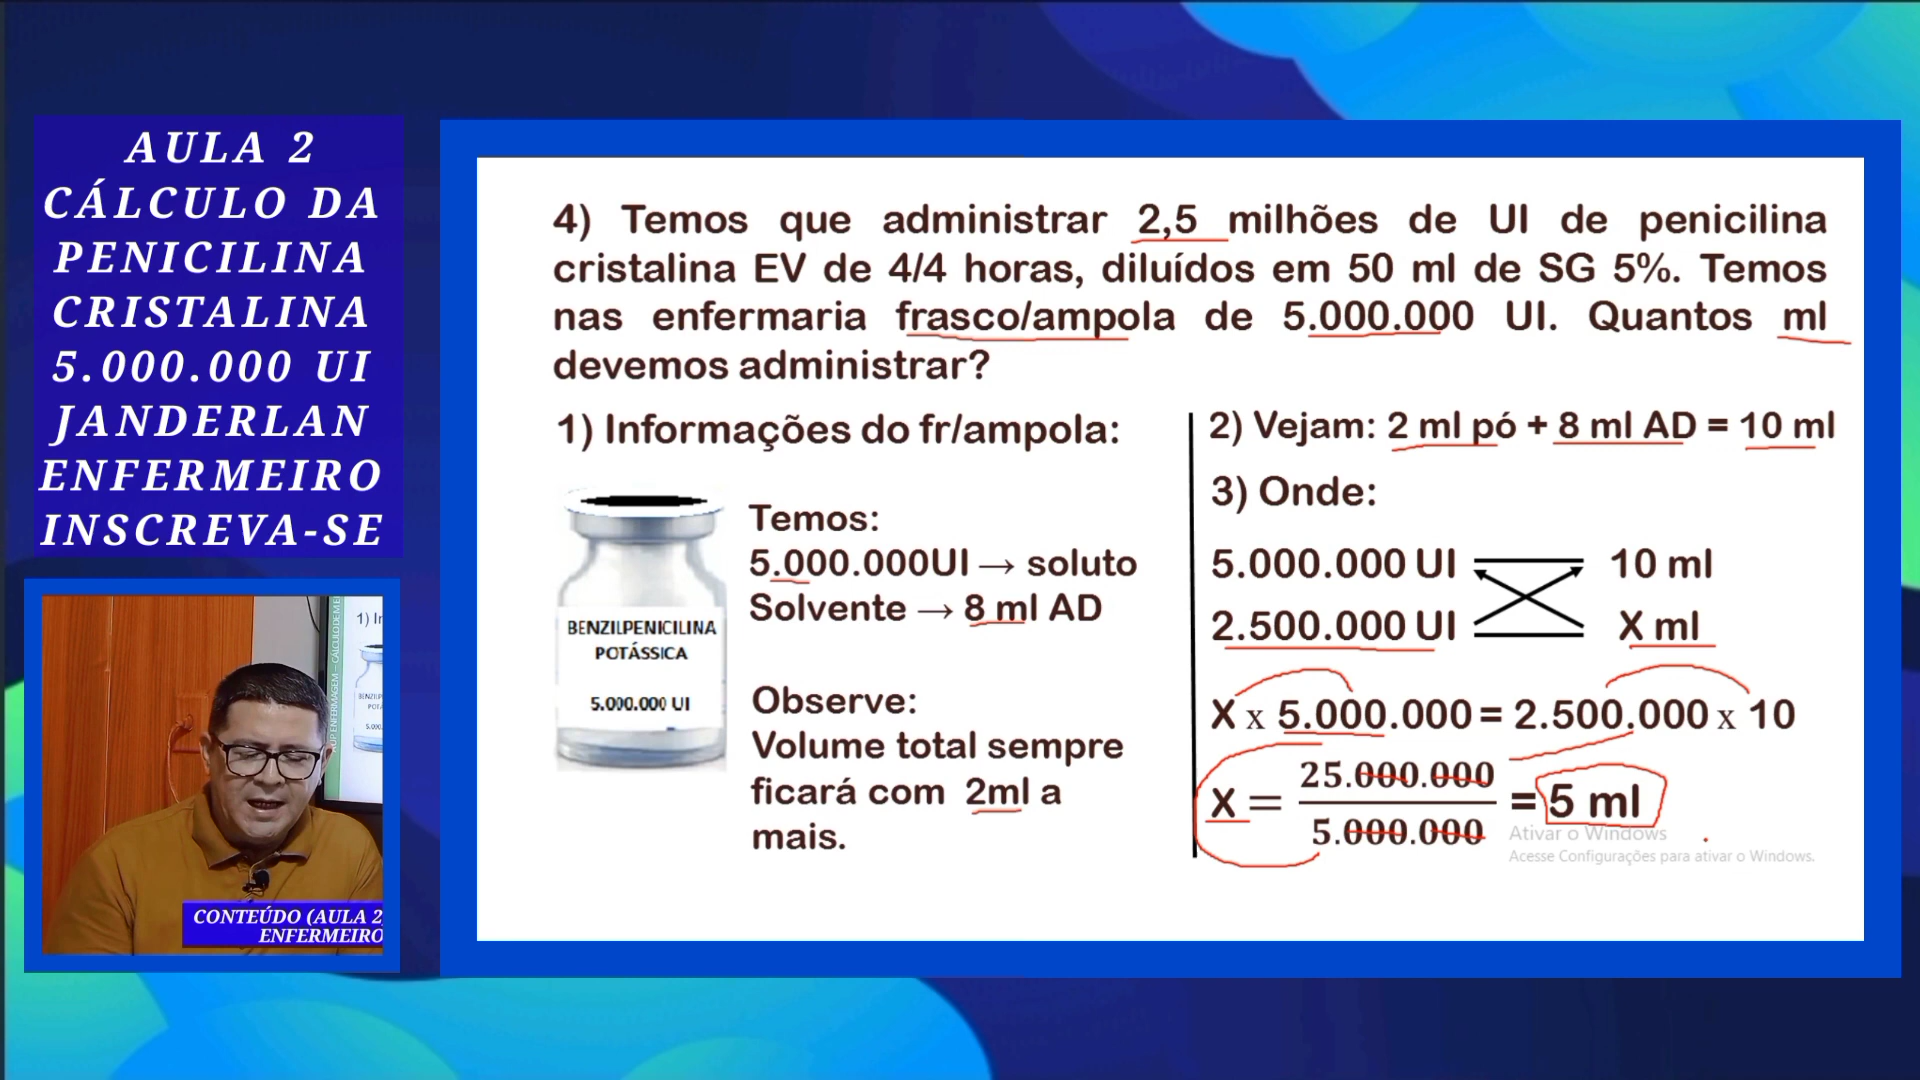 AULA 2
CÁLCULO DA
PENICILINA
CRISTALINA
5.000.000 UI
JANDERLAN
ENFERMEIRO
INSCREVA-SE
4) Temos que administrar 2,5 milhões de UI de penicilina
cristalina EV de 4/4 horas, diluídos em 50 ml de SG 5%. Temos
nas enfermaria frasco/ampola de 5.000.000 UI. Quantos ml
devemos administrar?
1) Informações do fr/ampola:
BENZILPENICILINA
POTÁSSICA
5.000.000 UI
Temos:
5.000.000UI → soluto
Solvente → 8 ml AD
Observe:
Volume total sempre
ficará com 2ml a
mais.
2) Vejam: 2 ml pó + 8 ml AD = 10 ml
3) Onde:
5.000.000 UI 10 ml
2.500.000 UI X ml
X x 5.000.000 = 2.500.000 x 10
X = 25.000.000 / 5.000.000 = 5 ml
Ativar o Windows
Acesse Configurações para ativar o Windows.
1) Ir
CONTEÚDO (AULA 2
ENFERMEIRO